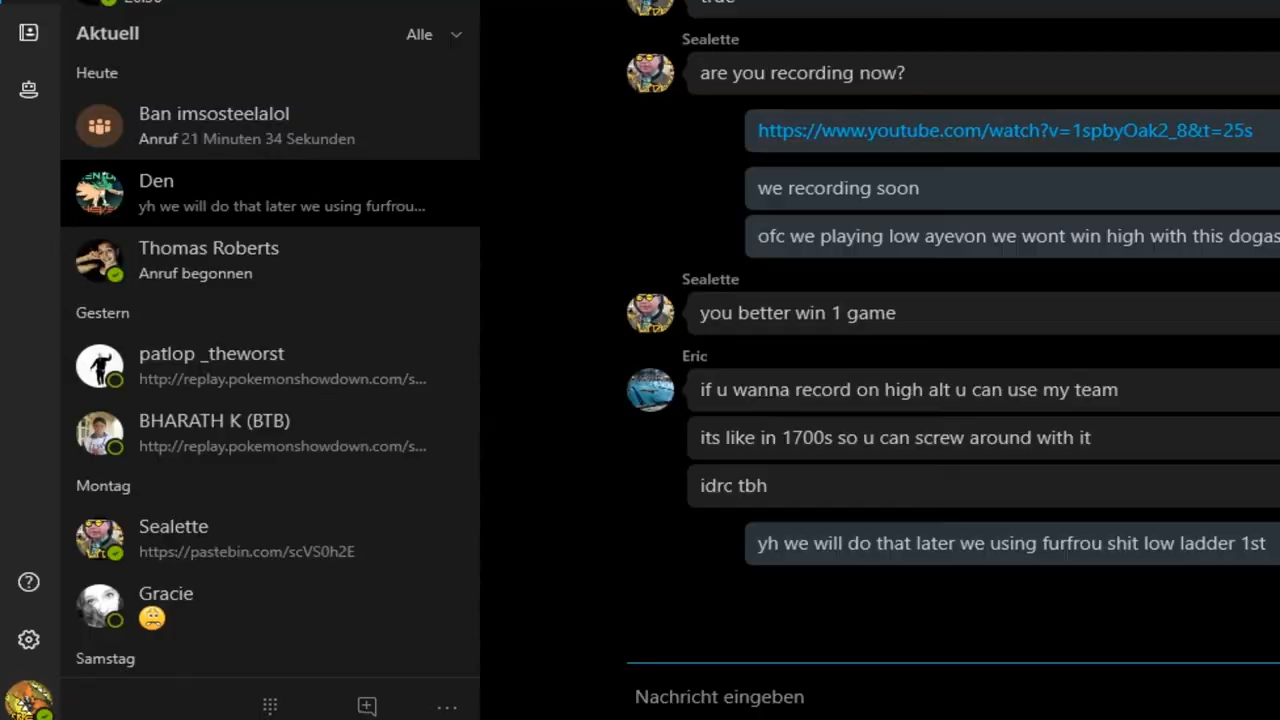 Aktuell
Alle
Heute
Ban imsosteelalol
Anruf 21 Minuten 34 Sekunden
Den
yh we will do that later we using furfrou...
Thomas Roberts
Anruf begonnen
Gestern
patlop _theworst
http://replay.pokemonshowdown.com/s...
BHARATH K (BTB)
http://replay.pokemonshowdown.com/s...
Montag
Sealette
https://pastebin.com/scVS0h2E
Gracie
Samstag
true
Sealette
are you recording now?
https://www.youtube.com/watch?v=1spbyOak2_8&t=25s
we recording soon
ofc we playing low ayevon we wont win high with this dogas
Sealette
you better win 1 game
Eric
if u wanna record on high alt u can use my team
its like in 1700s so u can screw around with it
idrc tbh
yh we will do that later we using furfrou shit low ladder 1st
Nachricht eingeben